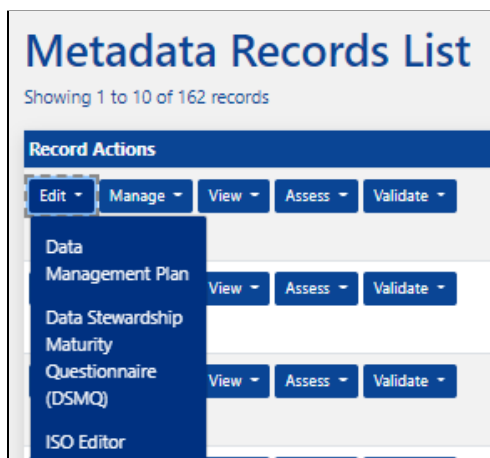 Metadata Records List
Showing 1 to 10 of 162 records
Record Actions
Edit Manage View Assess Validate
Data
Management Plan
View Assess Validate
Data Stewardship
Maturity
Questionnaire
(DSMQ)
View Assess Validate
ISO Editor